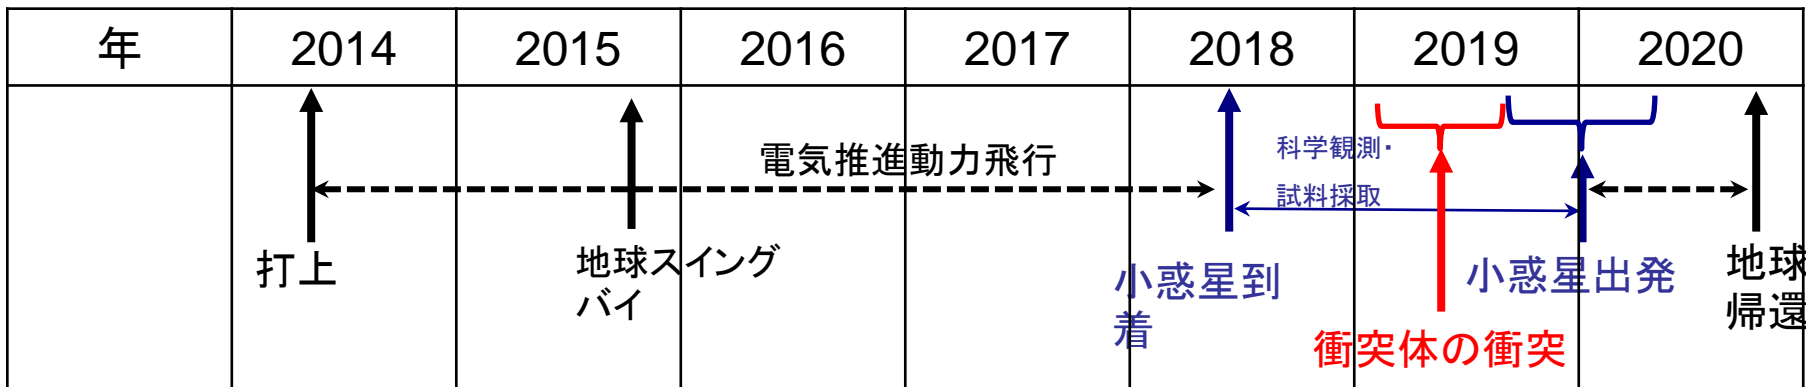 年 2014 2015 2016 2017 2018 2019 2020
電気推進動力飛行
科学観測・
試料採取
打上
地球スイング
バイ
小惑星到
着
衝突体の衝突
小惑星出発
地球
帰還